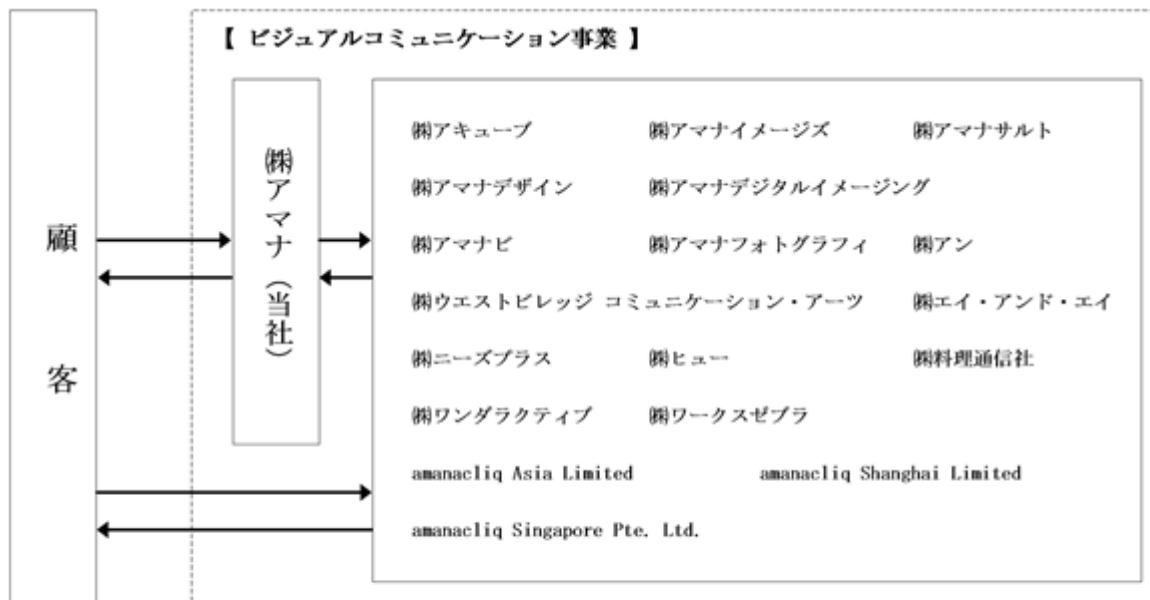 【 ビジュアルコミュニケーション事業 】
顧客
㈱アマナ（当社）
㈱アキューブ ㈱アマナイメージズ ㈱アマナサルト
㈱アマナデザイン ㈱アマナデジタルイメージング
㈱アマナビ ㈱アマナフォトグラフィ ㈱アン
㈱ウエストビレッジ コミュニケーション・アーツ ㈱エイ・アンド・エイ
㈱ニーズプラス ㈱ヒュー ㈱料理通信社
㈱ワンダラクティブ ㈱ワークスゼブラ
amanacliq Asia Limited amanacliq Shanghai Limited
amanacliq Singapore Pte. Ltd.